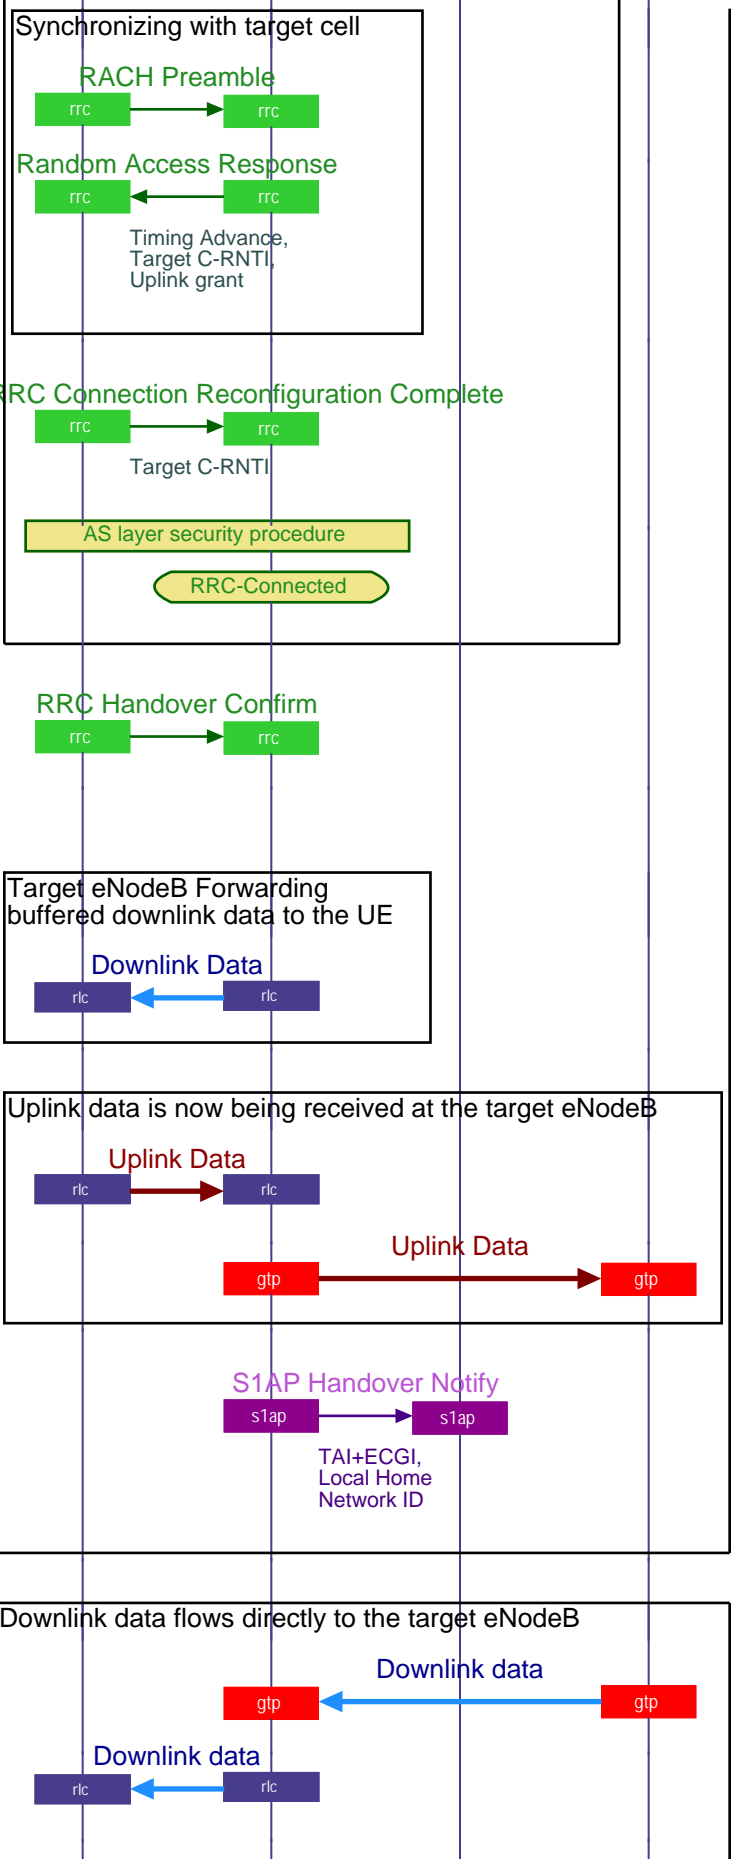 Synchronizing with target cell
RACH Preamble
rrc
rrc
Random Access Response
rrc
rrc
Timing Advance,
Target C-RNTI,
Uplink grant
RRC Connection Reconfiguration Complete
rrc
rrc
Target C-RNTI
AS layer security procedure
RRC-Connected
RRC Handover Confirm
rrc
rrc
Target eNodeB Forwarding
buffered downlink data to the UE
Downlink Data
rlc
rlc
Uplink data is now being received at the target eNodeB
Uplink Data
rlc
rlc
Uplink Data
gtp
gtp
S1AP Handover Notify
s1ap
s1ap
TAI+ECGI,
Local Home
Network ID
Downlink data flows directly to the target eNodeB
Downlink data
gtp
gtp
Downlink data
rlc
rlc